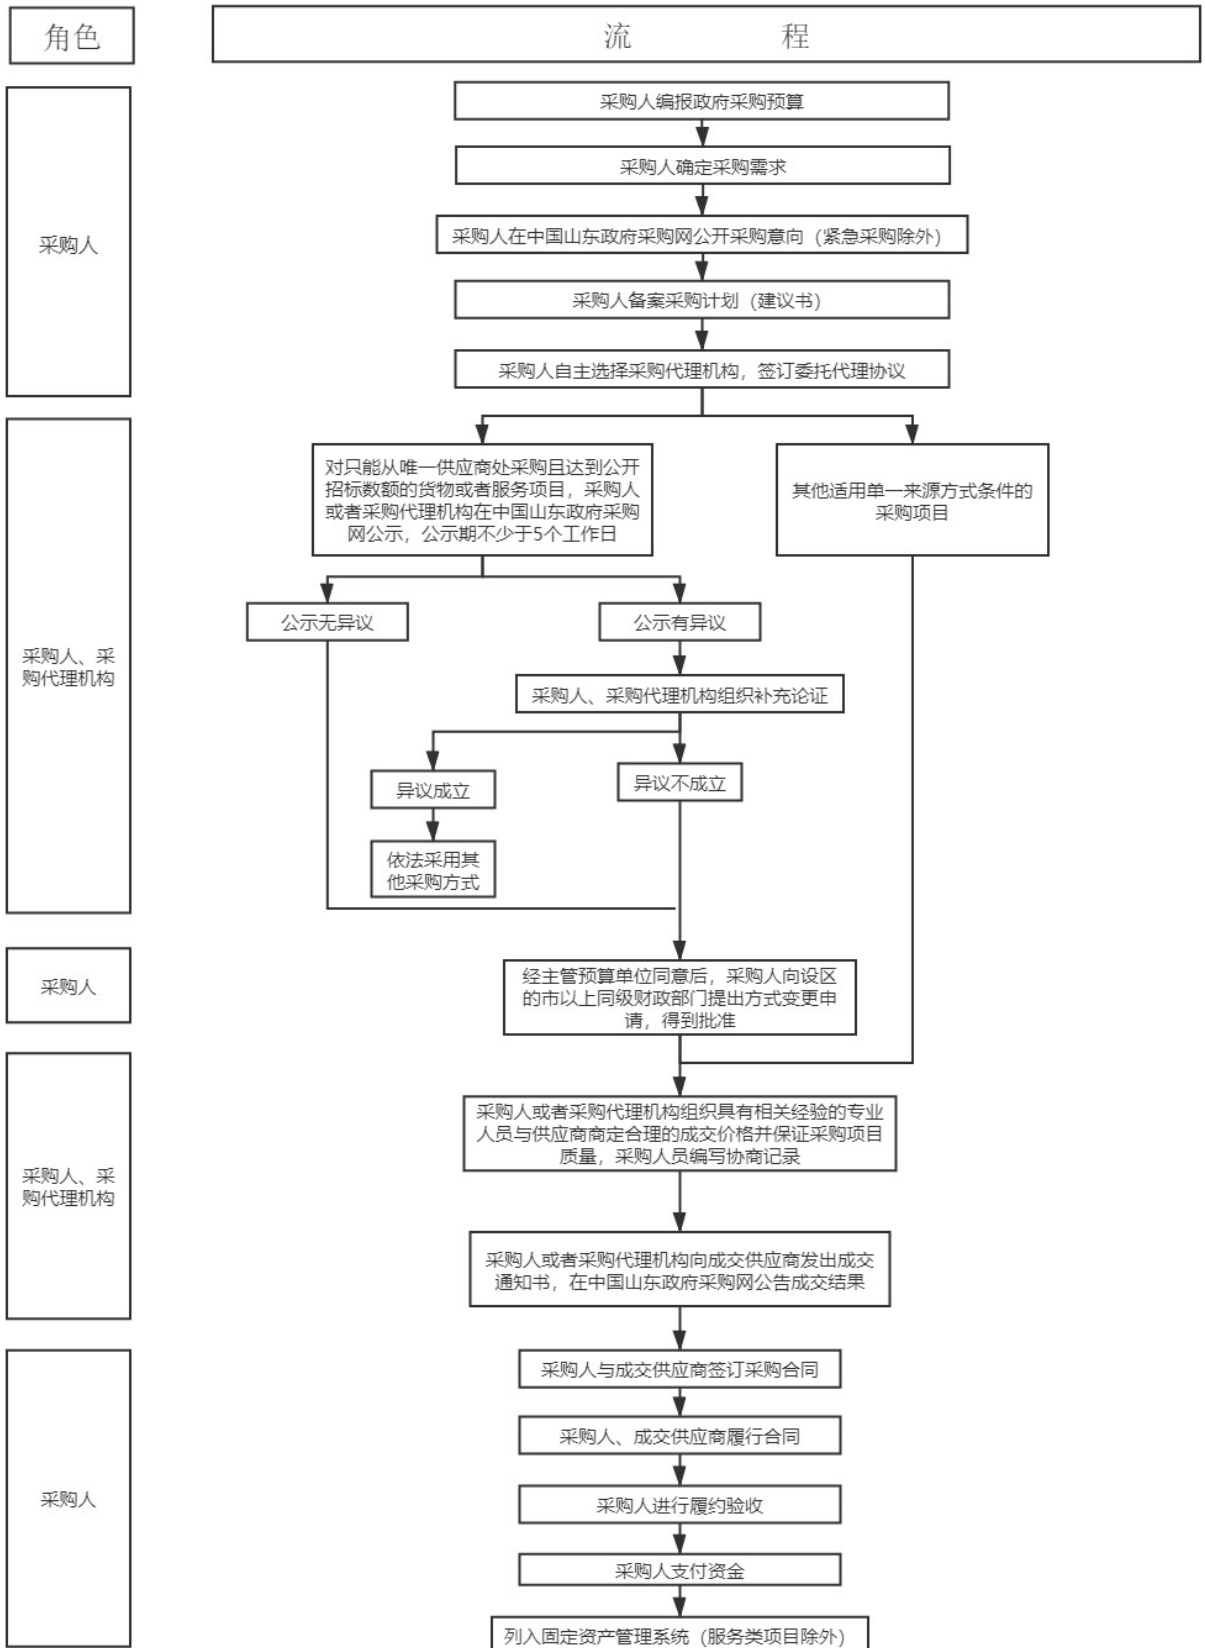 角色
流 程
采购人编报政府采购预算
采购人确定采购需求
采购人
采购人在中国山东政府采购网公开采购意向（紧急采购除外）
采购人备案采购计划（建议书）
采购人自主选择采购代理机构，签订委托代理协议
对只能从唯一供应商处采购且达到公开
招标数额的货物或者服务项目，采购人
或者采购代理机构在中国山东政府采购
网公示，公示期不少于5个工作日
其他适用单一来源方式条件的
采购项目
公示无异议
公示有异议
采购人、采
购代理机构
采购人、采购代理机构组织补充论证
异议成立
异议不成立
依法采用其
他采购方式
采购人
经主管预算单位同意后，采购人向设区
的市以上同级财政部门提出方式变更申
请，得到批准
采购人或者采购代理机构组织具有相关经验的专业
人员与供应商商定合理的成交价格并保证采购项目
质量，采购人员编写协商记录
采购人、采
购代理机构
采购人或者采购代理机构向成交供应商发出成交
通知书，在中国山东政府采购网公告成交结果
采购人与成交供应商签订采购合同
采购人、成交供应商履行合同
采购人
采购人进行履约验收
采购人支付资金
列入固定资产管理系统（服务类项目除外）